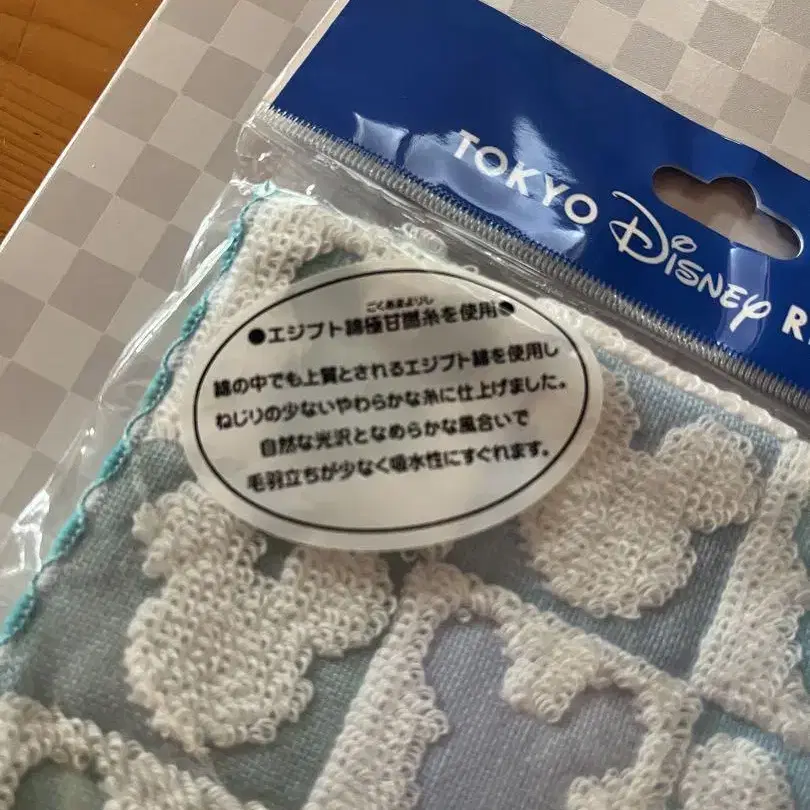 TOKYO DISNEY R
ごくあまよりし
●エジプト綿極甘撚糸を使用●
綿の中でも上質とされるエジプト綿を使用し
ねじりの少ないやわらかな糸に仕上げました。
自然な光沢となめらかな風合いで
毛羽立ちが少なく吸水性にすぐれます。